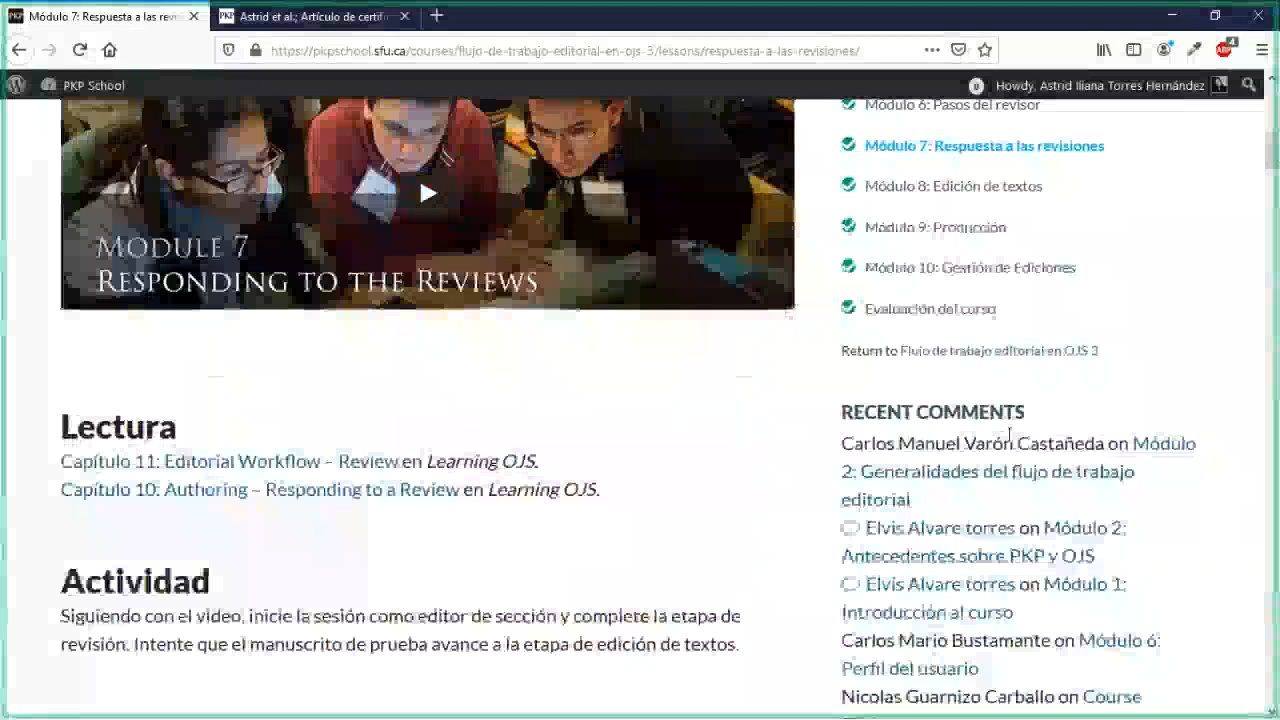 Módulo 7: Respuesta a las revis
Astrid et al.; Artículo de certifi
https://pkpschool.sfu.ca/courses/flujo-de-trabajo-editorial-en-ojs-3/lessons/respuesta-a-las-revisiones/
PKP School
Howdy, Astrid Iliana Torres Hernández
MODULE 7
RESPONDING TO THE REVIEWS
Lectura
Capítulo 11: Editorial Workflow – Review en Learning OJS.
Capítulo 10: Authoring – Responding to a Review en Learning OJS.
Actividad
Siguiendo con el video, inicie la sesión como editor de sección y complete la etapa de
revisión. Intente que el manuscrito de prueba avance a la etapa de edición de textos.
Módulo 6: Pasos del revisor
Módulo 7: Respuesta a las revisiones
Módulo 8: Edición de textos
Módulo 9: Producción
Módulo 10: Gestión de Ediciones
Evaluación del curso
Return to Flujo de trabajo editorial en OJS 3
RECENT COMMENTS
Carlos Manuel Varón Castañeda on Módulo
2: Generalidades del flujo de trabajo
editorial
Elvis Alvare torres on Módulo 2:
Antecedentes sobre PKP y OJS
Elvis Alvare torres on Módulo 1:
Introducción al curso
Carlos Mario Bustamante on Módulo 6:
Perfil del usuario
Nicolas Guarnizo Carballo on Course